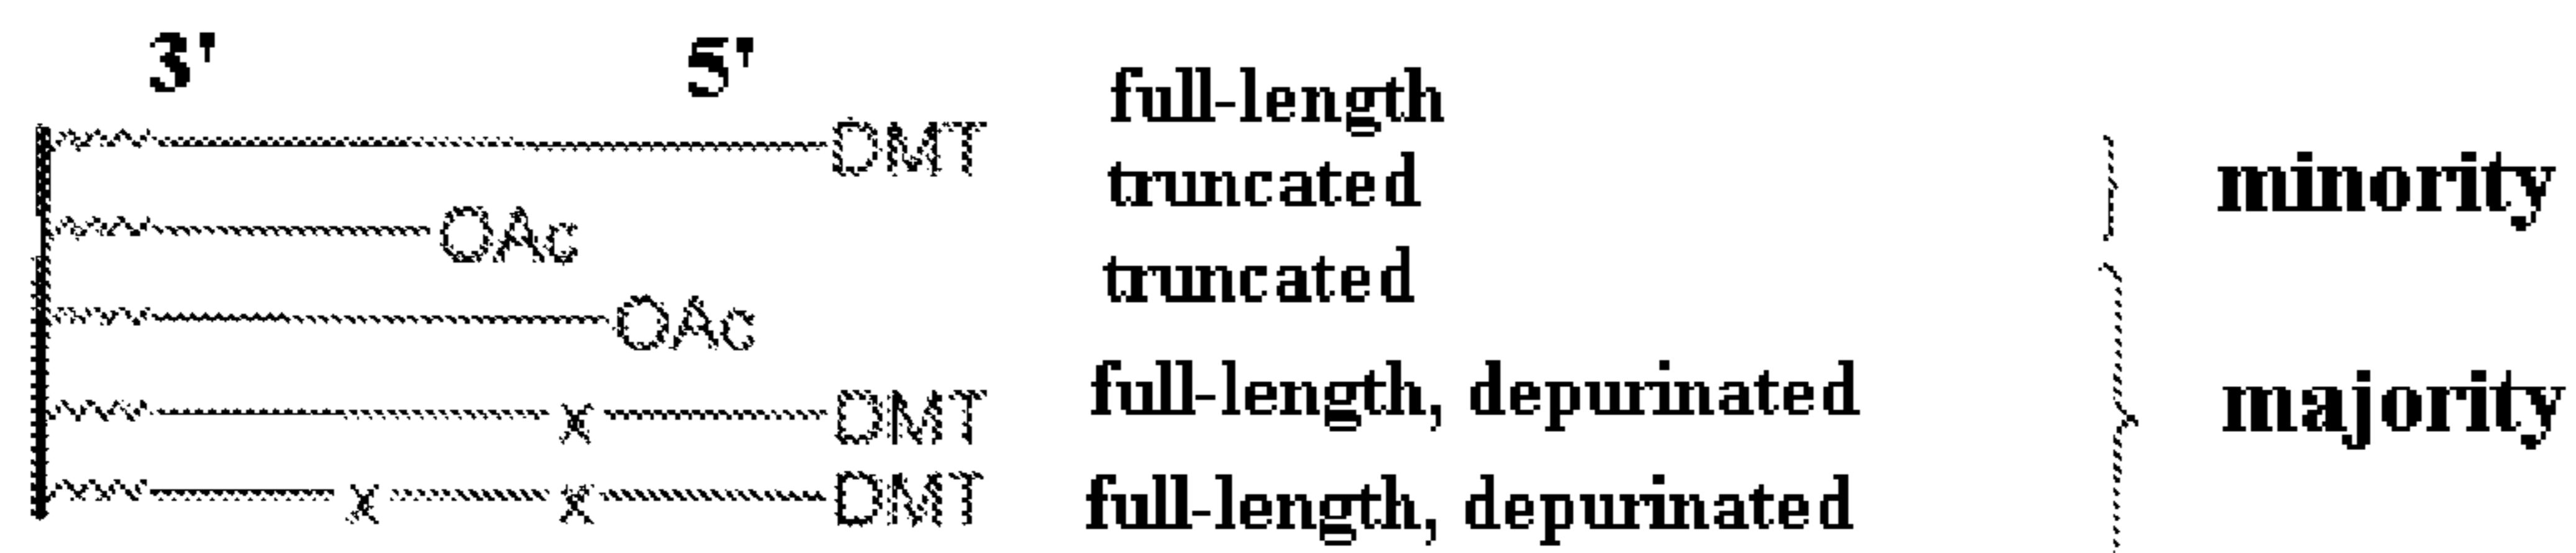 3' 5'
full-length
DMT
truncated
minority
OAc
truncated
OAc
full-length, depurinated
majority
x DMT
full-length, depurinated
x x DMT